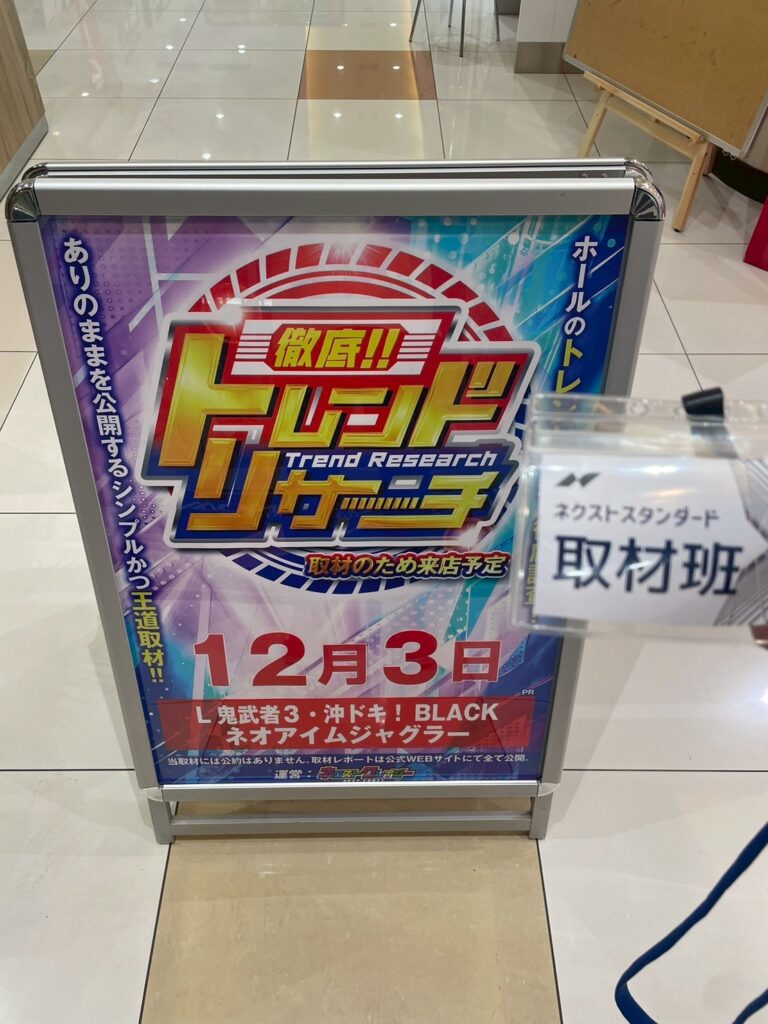 ホールのトレン
ありのままを公開するシンプルかつ王道取材!!
徹底!!
トレンド
Trend Research
リサーチ
取材のため来店予定
12月3日
PR
L 鬼武者3・沖ドキ！BLACK
ネオアイムジャグラー
当取材には公約はありません。取材レポートは公式WEBサイトにて全て公開。
運営：
ネクストスタンダード
取材班